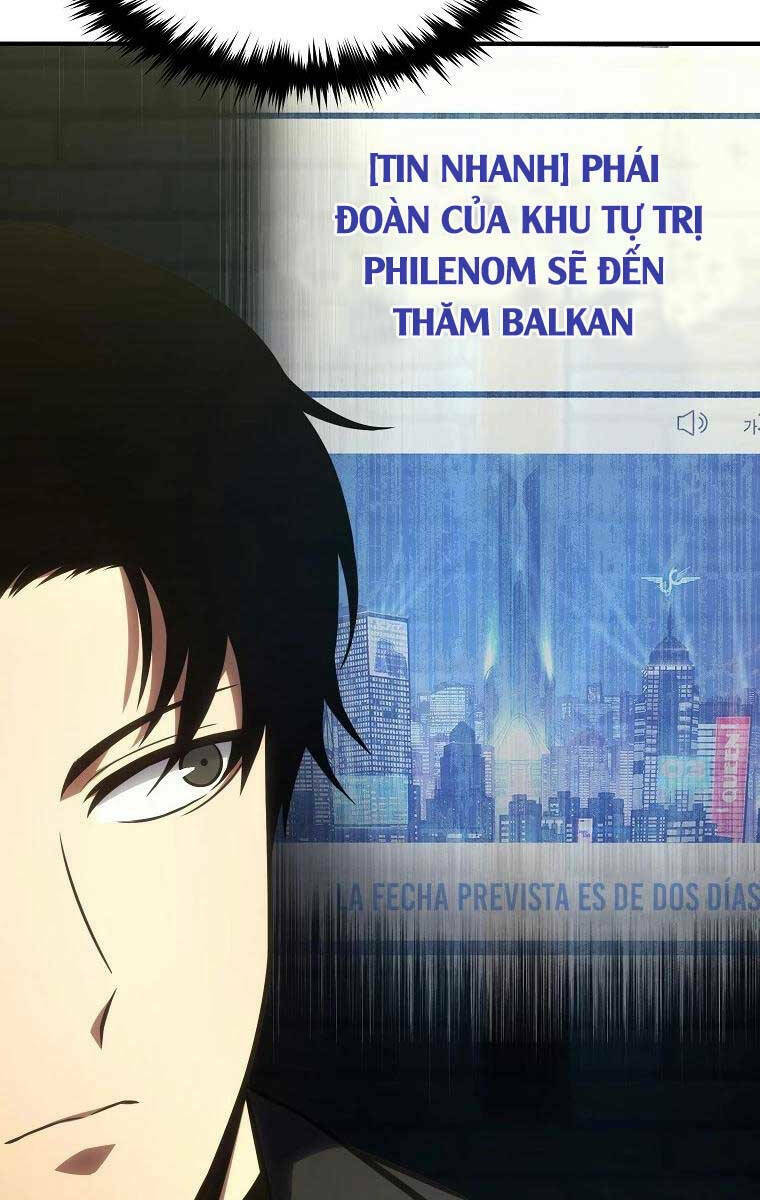 [TIN NHANH] PHÁI
ĐOÀN CỦA KHU TỰ TRỊ
PHILENOM SẼ ĐẾN
THĂM BALKAN
가
LA FECHA PREVISTA ES DE DOS DÍAS